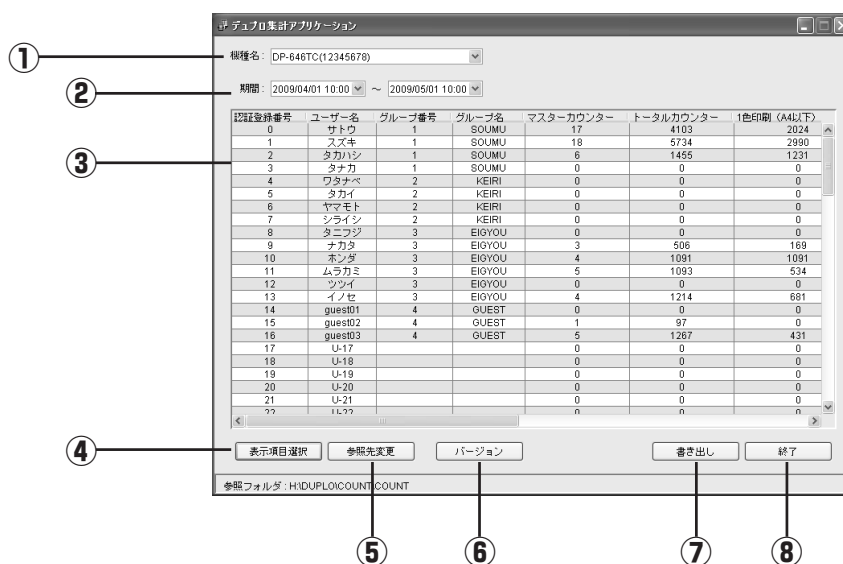 デュプロ集計アプリケーション
① 機種名: DP-646TC(12345678)
② 期間: 2009/04/01 10:00 ~ 2009/05/01 10:00
③
認証登録番号 ユーザー名 グループ番号 グループ名 マスターカウンター トータルカウンター 1色印刷 (A4以下)
0 サトウ 1 SOUMU 17 4103 2024
1 スズキ 1 SOUMU 18 5734 2990
2 タカハシ 1 SOUMU 6 1455 1231
3 タナカ 1 SOUMU 0 0 0
4 ワタナベ 2 KEIRI 0 0 0
5 タカイ 2 KEIRI 0 0 0
6 ヤマモト 2 KEIRI 0 0 0
7 シライシ 2 KEIRI 0 0 0
8 タニフジ 3 EIGYOU 0 0 0
9 ナカタ 3 EIGYOU 3 506 169
10 ホンダ 3 EIGYOU 4 1091 1091
11 ムラカミ 3 EIGYOU 5 1093 534
12 ツツイ 3 EIGYOU 0 0 0
13 イノセ 3 EIGYOU 4 1214 681
14 guest01 4 GUEST 0 0 0
15 guest02 4 GUEST 1 97 0
16 guest03 4 GUEST 5 1267 431
17 U-17 0 0 0
18 U-18 0 0 0
19 U-19 0 0 0
20 U-20 0 0 0
21 U-21 0 0 0
22 U-22 0 0 0
④ 表示項目選択 参照先変更 バージョン 書き出し 終了
参照フォルダ : H:\DUPLO\COUNT\COUNT
⑤ ⑥ ⑦ ⑧